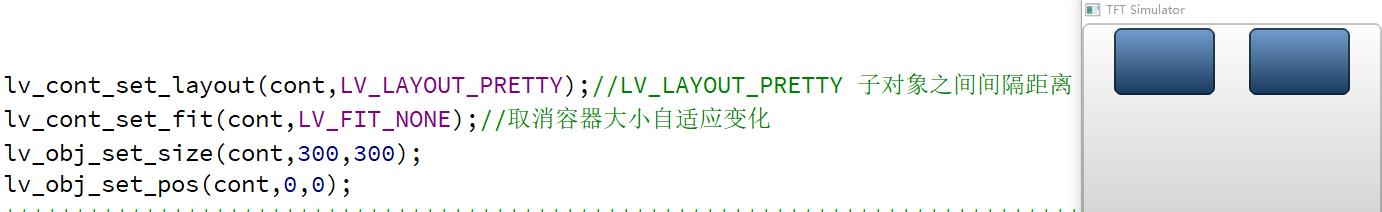 TFT Simulator
lv_cont_set_layout(cont,LV_LAYOUT_PRETTY);//LV_LAYOUT_PRETTY 子对象之间间隔距离
lv_cont_set_fit(cont,LV_FIT_NONE);//取消容器大小自适应变化
lv_obj_set_size(cont,300,300);
lv_obj_set_pos(cont,0,0);